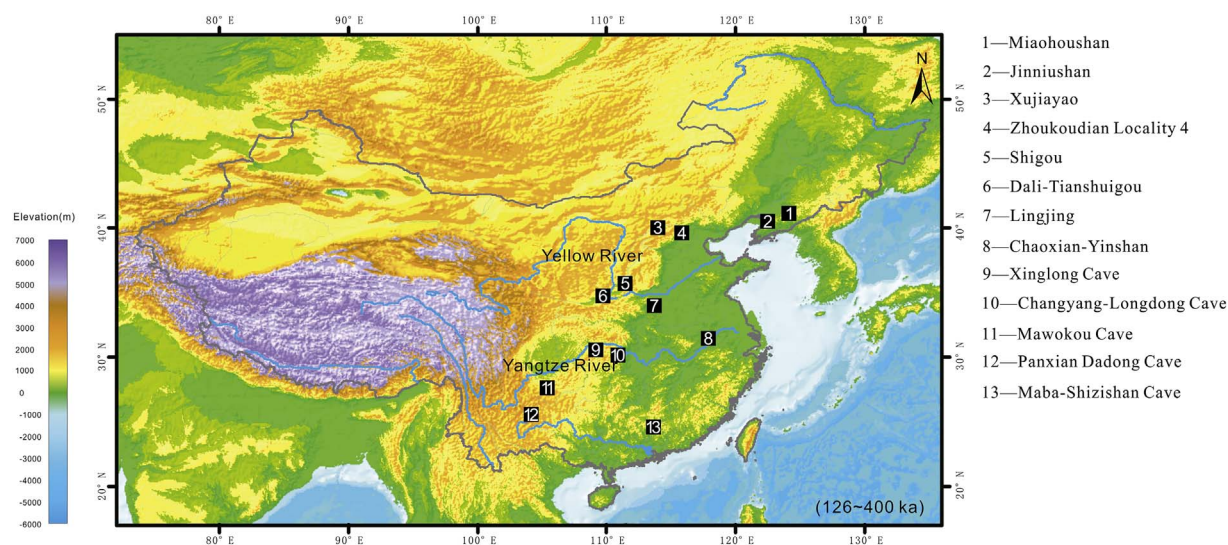 80° E 90° E 100° E 110° E 120° E 130° E
50° N
40° N
30° N
20° N
50° N
40° N
30° N
20° N
N
Yellow River
Yangtze River
1
2
3
4
5
6
7
8
9
10
11
12
13
(126~400 ka)
80° E 90° E 100° E 110° E 120° E 130° E
Elevation(m)
7000
6000
5000
4000
3000
2000
1000
0
-1000
-2000
-3000
-4000
-5000
-6000
1—Miaohoushan
2—Jinniushan
3—Xujiayao
4—Zhoukoudian Locality 4
5—Shigou
6—Dali-Tianshuigou
7—Lingjing
8—Chaoxian-Yinshan
9—Xinglong Cave
10—Changyang-Longdong Cave
11—Mawokou Cave
12—Panxian Dadong Cave
13—Maba-Shizishan Cave